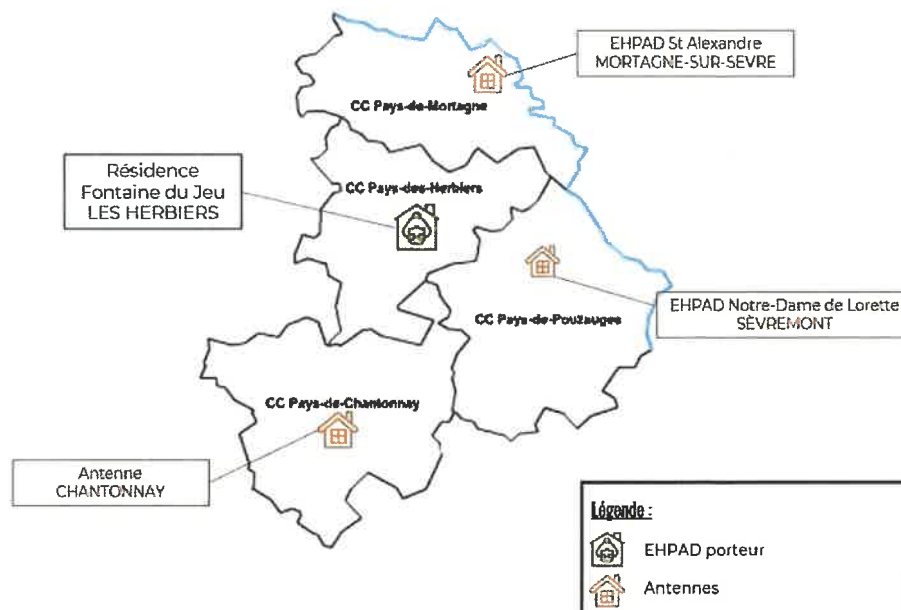 EHPAD St Alexandre
MORTAGNE-SUR-SEVRE
CC Pays-de-Mortagne
Résidence
Fontaine du Jeu
LES HERBIERS
CC Pays-des-Herbiers
EHPAD Notre-Dame de Lorette
SÈVREMONT
CC Pays-de-Pouzauges
CC Pays-de-Chantonnay
Antenne
CHANTONNAY
Légende :
EHPAD porteur
Antennes